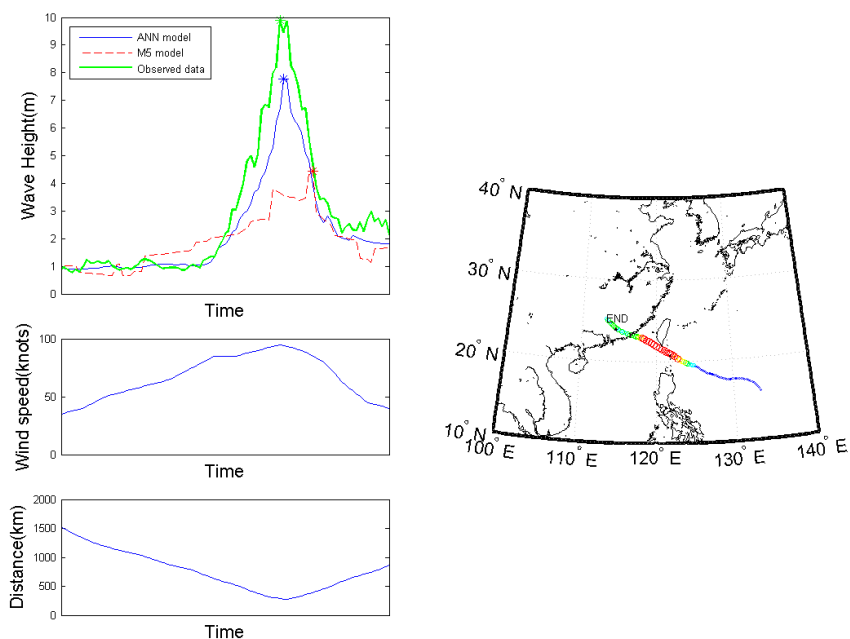 10
9
8
7
6
5
4
3
2
1
0
Wave Height(m)
ANN model
M5 model
Observed data
Time
100
50
0
Wind speed(knots)
Time
2000
1500
1000
500
0
Distance(km)
Time
40° N
30° N
20° N
10° N
100° E
110° E
120° E
130° E
140° E
END